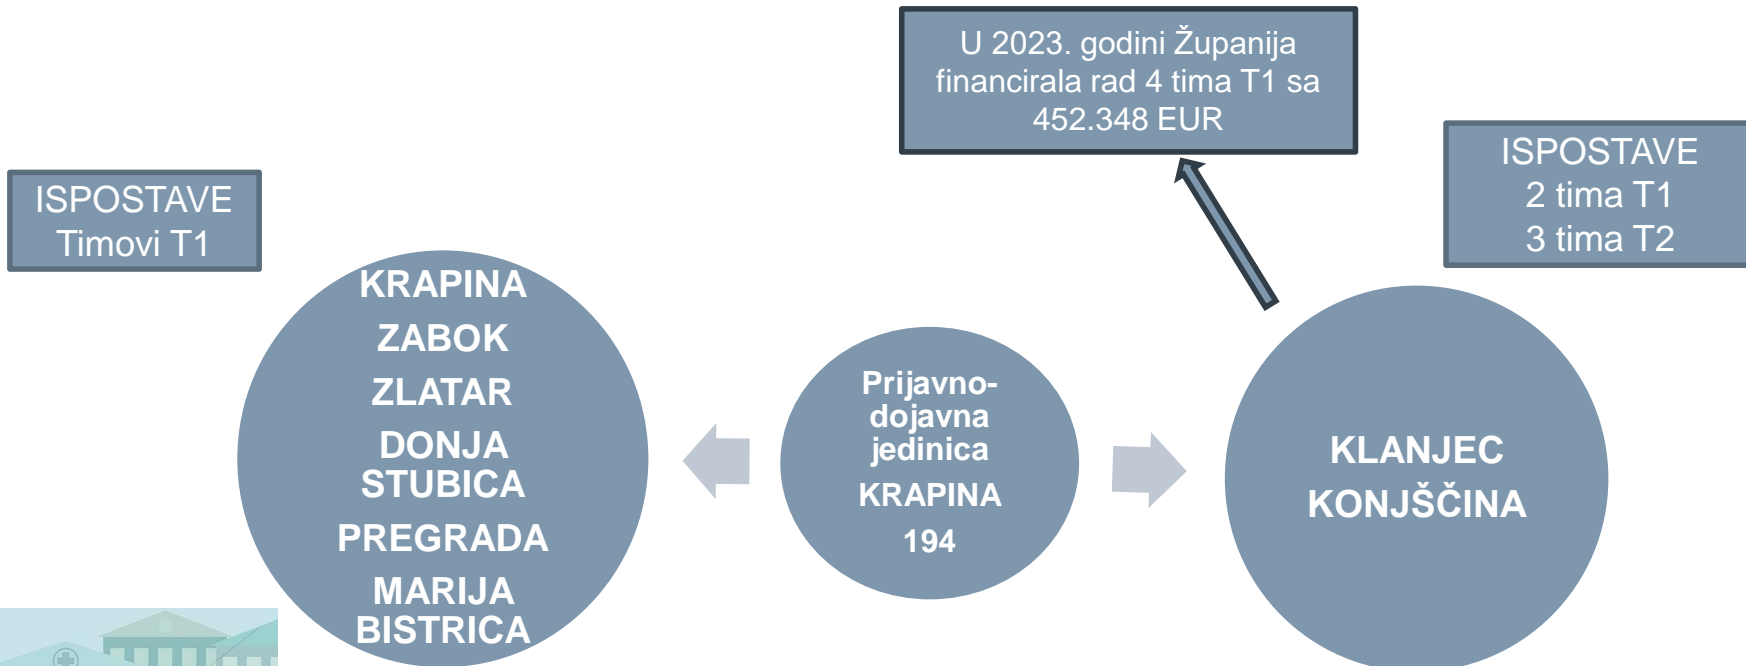 U 2023. godini Županija
financirala rad 4 tima T1 sa
452.348 EUR
ISPOSTAVE
Timovi T1
ISPOSTAVE
2 tima T1
3 tima T2
KRAPINA
ZABOK
ZLATAR
DONJA
STUBICA
PREGRADA
MARIJA
BISTRICA
Prijavno-
dojavna
jedinica
KRAPINA
194
KLANJEC
KONJŠČINA